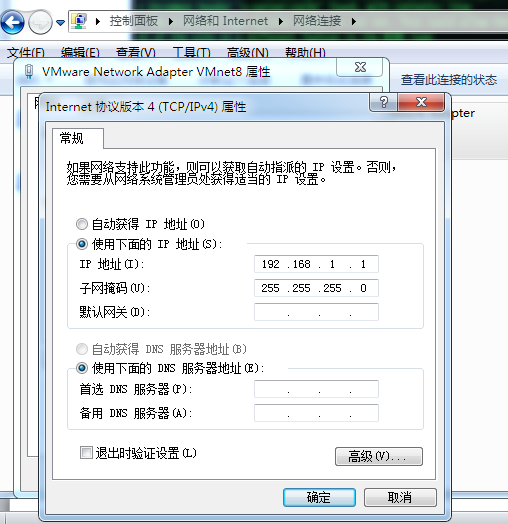 控制面板 ▸ 网络和 Internet ▸ 网络连接 ▸
文件(F) 编辑(E) 查看(V) 工具(T) 高级(N) 帮助(H)
VMware Network Adapter VMnet8 属性
查看此连接的状态
Internet 协议版本 4 (TCP/IPv4) 属性
常规
如果网络支持此功能，则可以获取自动指派的 IP 设置。否则，
您需要从网络系统管理员处获得适当的 IP 设置。
自动获得 IP 地址(O)
使用下面的 IP 地址(S):
IP 地址(I): 192 . 168 . 1 . 1
子网掩码(U): 255 . 255 . 255 . 0
默认网关(D): . . .
自动获得 DNS 服务器地址(B)
使用下面的 DNS 服务器地址(E):
首选 DNS 服务器(P): . . .
备用 DNS 服务器(A): . . .
退出时验证设置(L)
高级(V)...
确定 取消